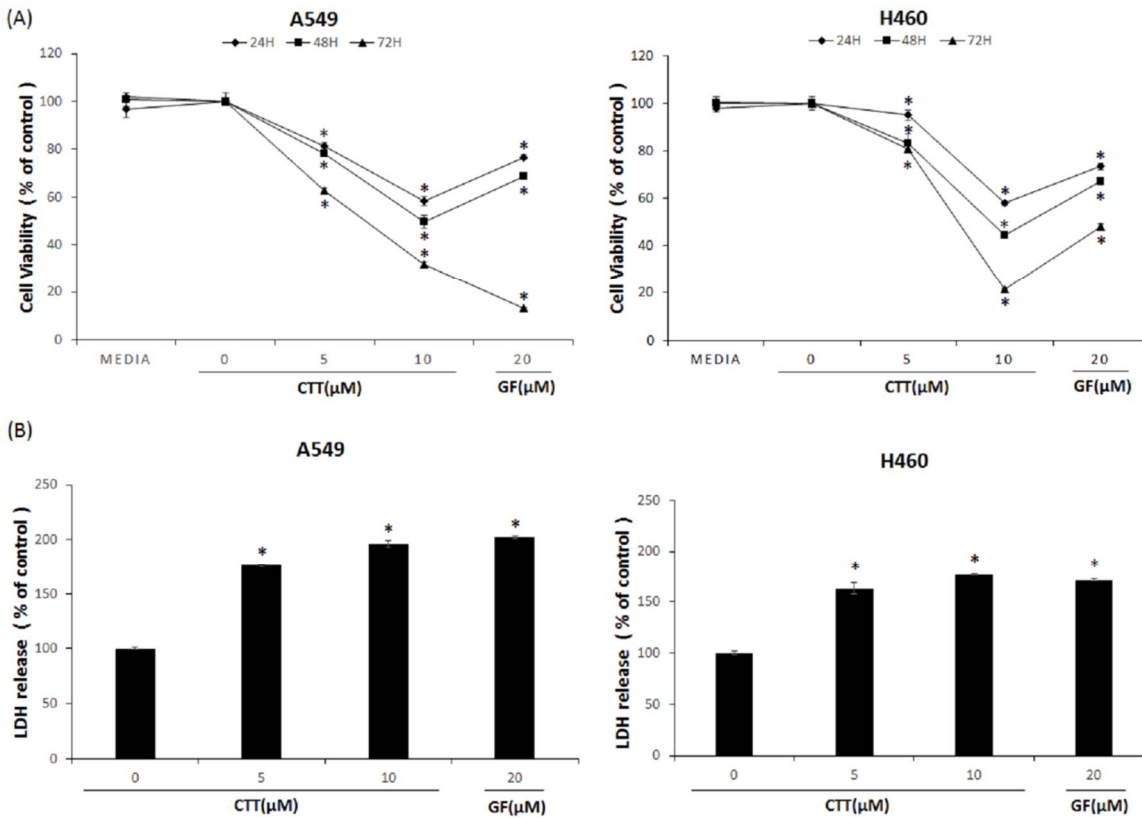 (A)
A549
24H 48H 72H
120
100
80
60
40
20
0
Cell Viability ( % of control )
* * * * * * * * *
MEDIA 0 5 10 20
CTT(µM) GF(µM)
H460
24H 48H 72H
120
100
80
60
40
20
0
Cell Viability ( % of control )
* * * * * * * * *
MEDIA 0 5 10 20
CTT(µM) GF(µM)
(B)
A549
250
200
150
100
50
0
LDH release ( % of control )
* * *
0 5 10 20
CTT(µM) GF(µM)
H460
250
200
150
100
50
0
LDH release ( % of control )
* * *
0 5 10 20
CTT(µM) GF(µM)